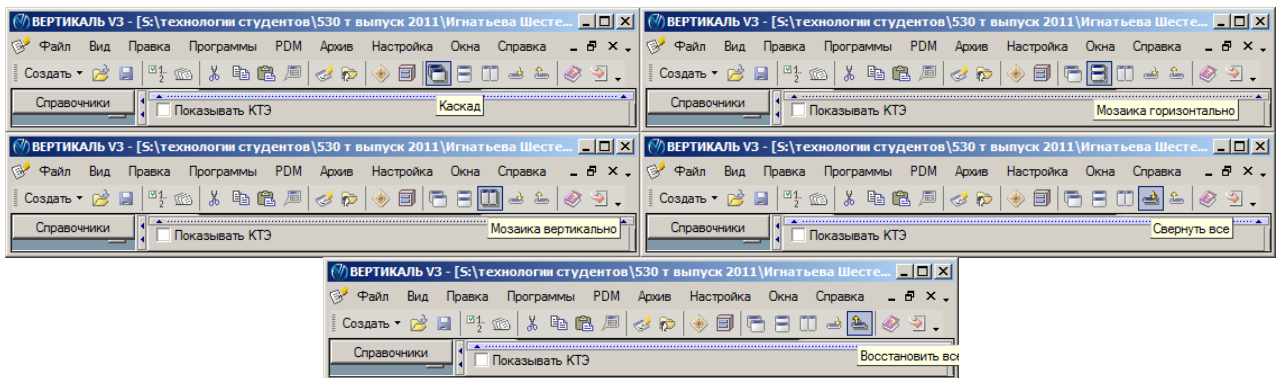 ВЕРТИКАЛЬ V3 - [S:\технологии студентов\530 т выпуск 2011\Игнатьева Шесте...
Файл Вид Правка Программы PDM Архив Настройка Окна Справка
Создать
Справочники
Показывать КТЭ
Каскад
ВЕРТИКАЛЬ V3 - [S:\технологии студентов\530 т выпуск 2011\Игнатьева Шесте...
Файл Вид Правка Программы PDM Архив Настройка Окна Справка
Создать
Справочники
Показывать КТЭ
Мозаика горизонтально
ВЕРТИКАЛЬ V3 - [S:\технологии студентов\530 т выпуск 2011\Игнатьева Шесте...
Файл Вид Правка Программы PDM Архив Настройка Окна Справка
Создать
Справочники
Показывать КТЭ
Мозаика вертикально
ВЕРТИКАЛЬ V3 - [S:\технологии студентов\530 т выпуск 2011\Игнатьева Шесте...
Файл Вид Правка Программы PDM Архив Настройка Окна Справка
Создать
Справочники
Показывать КТЭ
Свернуть все
ВЕРТИКАЛЬ V3 - [S:\технологии студентов\530 т выпуск 2011\Игнатьева Шесте...
Файл Вид Правка Программы PDM Архив Настройка Окна Справка
Создать
Справочники
Показывать КТЭ
Восстановить все